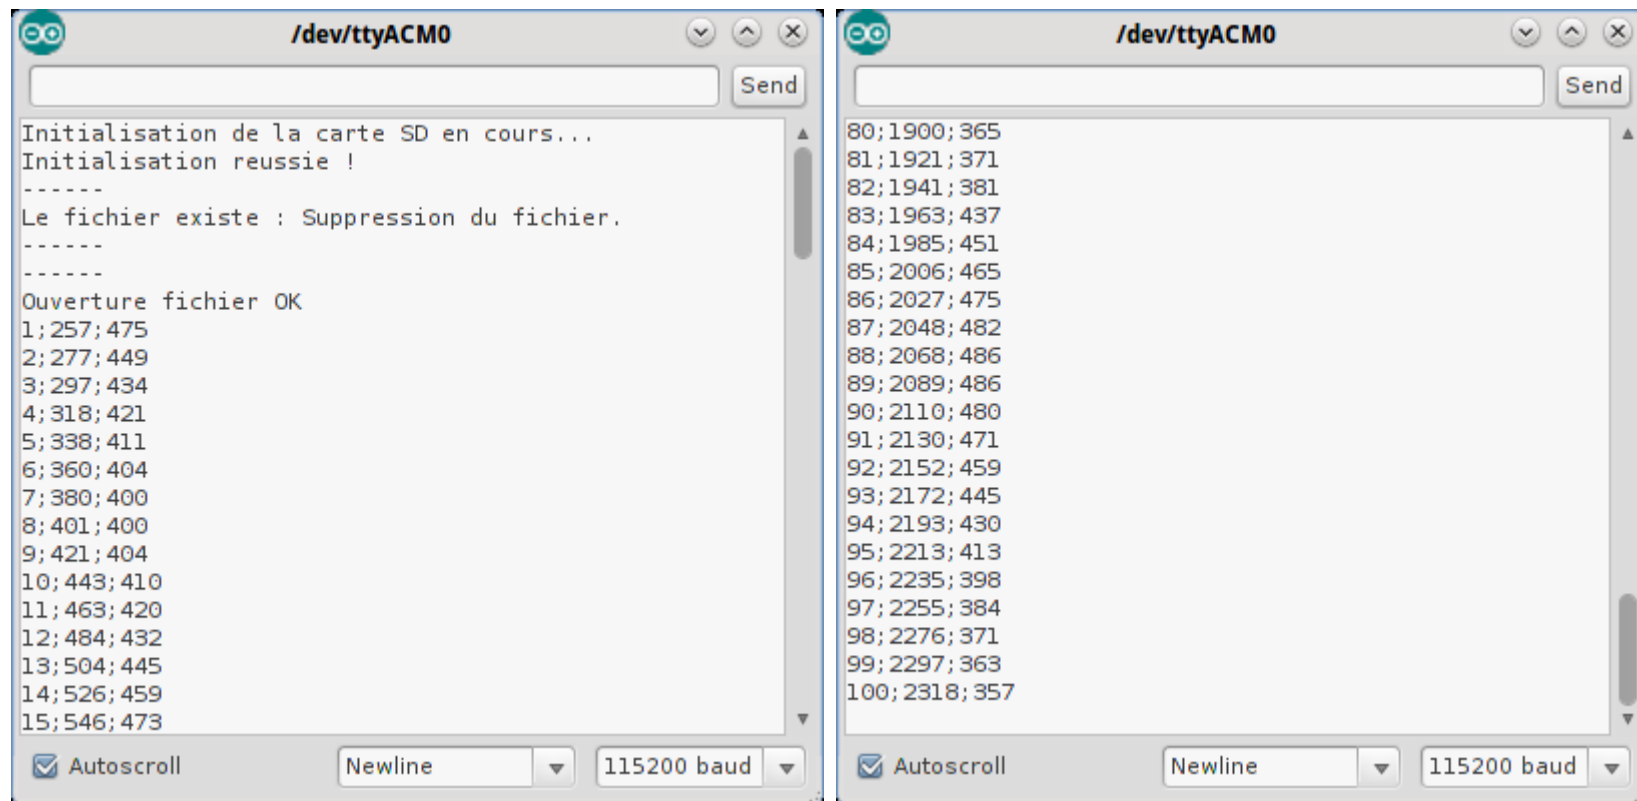 /dev/ttyACM0
Send
Initialisation de la carte SD en cours...
Initialisation reussie !
------
Le fichier existe : Suppression du fichier.
------
------
Ouverture fichier OK
1;257;475
2;277;449
3;297;434
4;318;421
5;338;411
6;360;404
7;380;400
8;401;400
9;421;404
10;443;410
11;463;420
12;484;432
13;504;445
14;526;459
15;546;473
Autoscroll
Newline
115200 baud
/dev/ttyACM0
Send
80;1900;365
81;1921;371
82;1941;381
83;1963;437
84;1985;451
85;2006;465
86;2027;475
87;2048;482
88;2068;486
89;2089;486
90;2110;480
91;2130;471
92;2152;459
93;2172;445
94;2193;430
95;2213;413
96;2235;398
97;2255;384
98;2276;371
99;2297;363
100;2318;357
Autoscroll
Newline
115200 baud